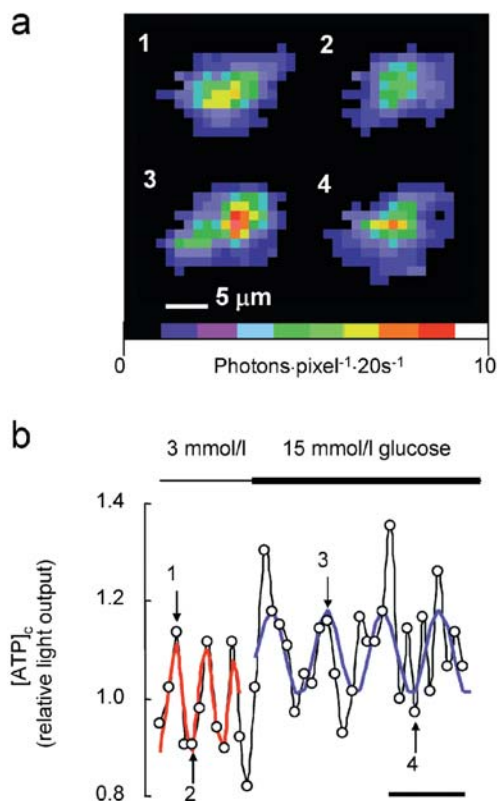 a
1 2
3 4
5 µm
0 10
Photons·pixel⁻¹·20s⁻¹
b
3 mmol/l 15 mmol/l glucose
1.4
1.2
1.0
0.8
[ATP]c
(relative light output)
1
2
3
4